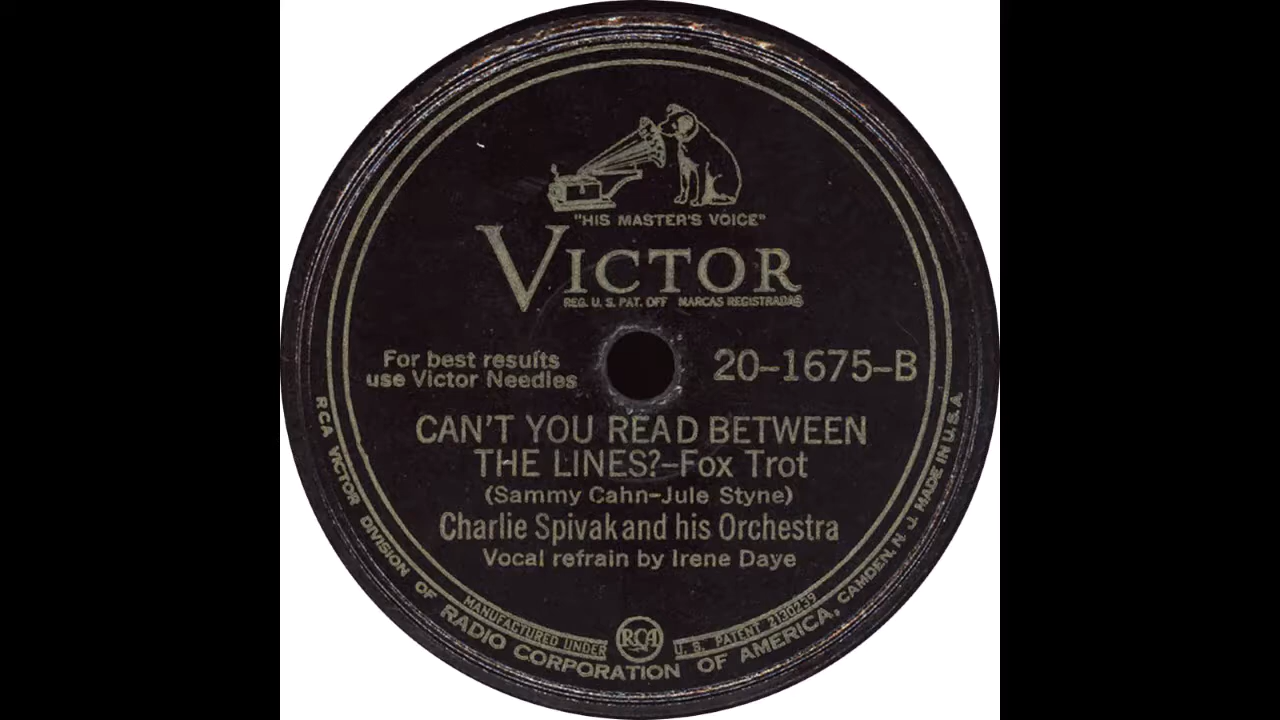 "HIS MASTER'S VOICE"
VICTOR
REG. U. S. PAT. OFF MARCAS REGISTRADAS
For best results
use Victor Needles
20-1675-B
CAN'T YOU READ BETWEEN
THE LINES?-Fox Trot
(Sammy Cahn-Jule Styne)
Charlie Spivak and his Orchestra
Vocal refrain by Irene Daye
MANUFACTURED UNDER RCA U. S. PATENT 2130239
RCA VICTOR DIVISION OF RADIO CORPORATION OF AMERICA, CAMDEN, N. J. MADE IN U. S. A.